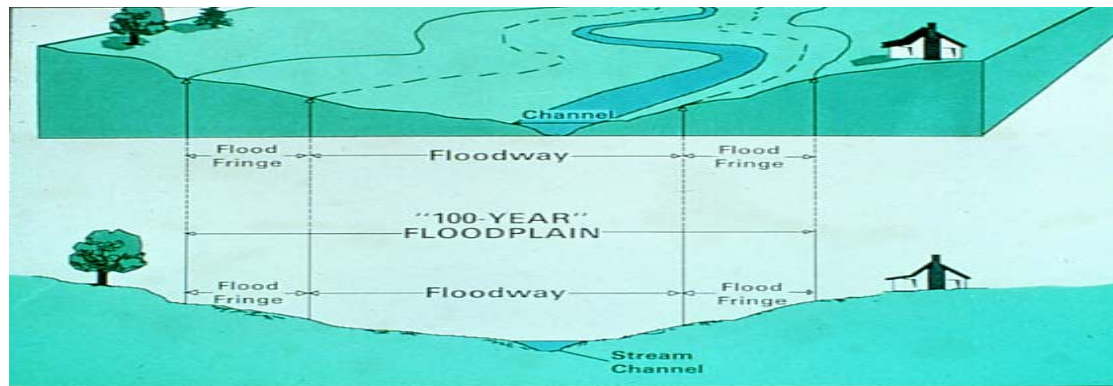 Channel
Flood
Fringe
Floodway
Flood
Fringe
"100-YEAR"
FLOODPLAIN
Flood
Fringe
Floodway
Flood
Fringe
Stream
Channel